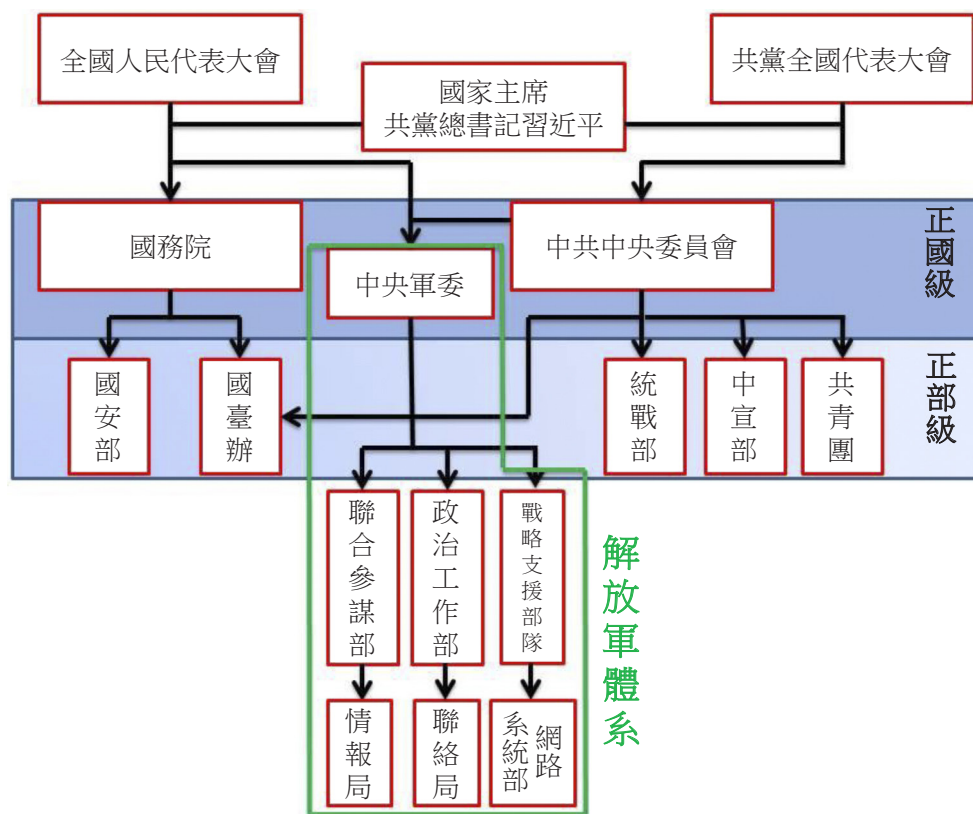 全國人民代表大會
共黨全國代表大會
國家主席
共黨總書記習近平
國務院
中央軍委
中共中央委員會
正國級
國安部
國臺辦
統戰部
中宣部
共青團
正部級
聯合參謀部
政治工作部
戰略支援部隊
解放軍體系
情報局
聯絡局
網路
系統部